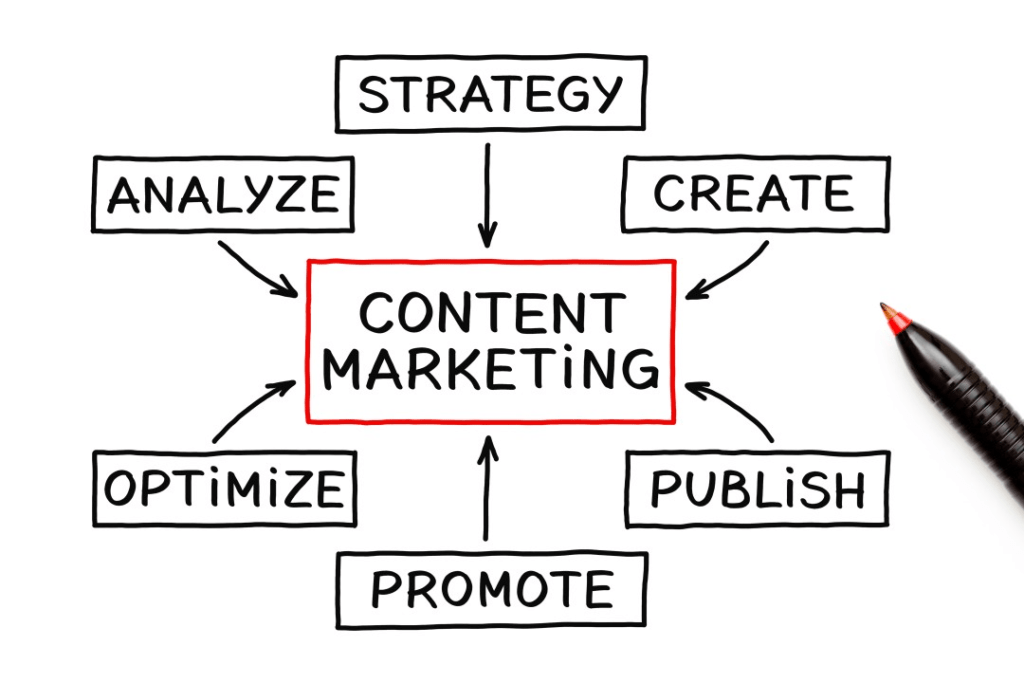 STRATEGY
ANALYZE
CREATE
CONTENT
MARKETiNG
OPTiMiZE
PUBLiSH
PROMOTE